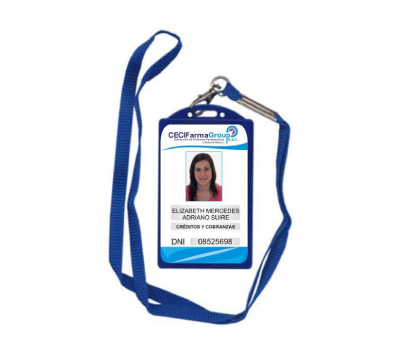 CECIFarmaGroup
S.A.C.
ELIZABETH MERCEDES
ADRIANO SUIRE
CRÉDITOS Y COBRANZAS
DNI 08525698